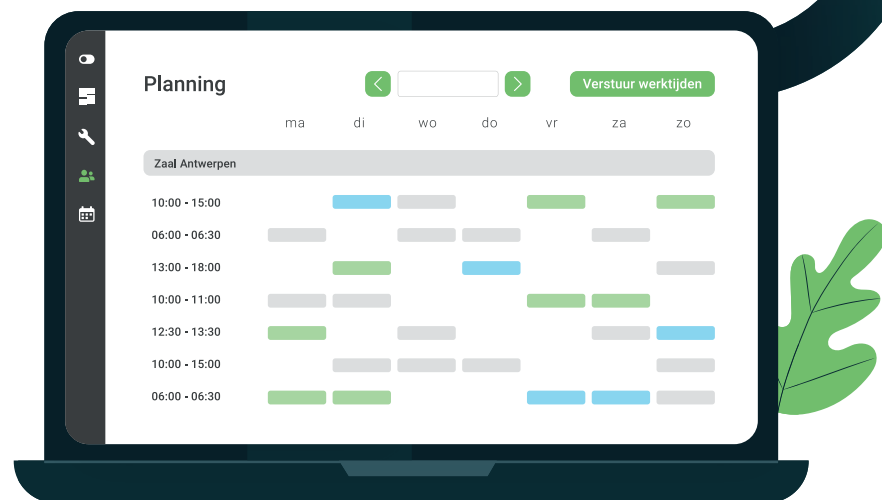 Planning
Verstuur werktijden
ma di wo do vr za zo
Zaal Antwerpen
10:00 - 15:00
06:00 - 06:30
13:00 - 18:00
10:00 - 11:00
12:30 - 13:30
10:00 - 15:00
06:00 - 06:30